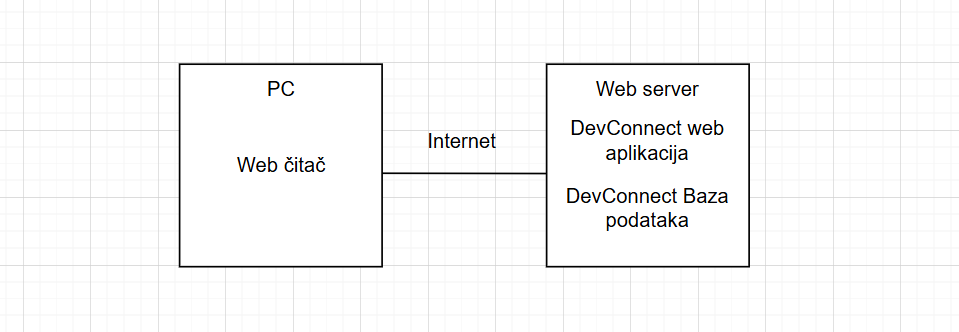 PC
Web čitač
Internet
Web server
DevConnect web
aplikacija
DevConnect Baza
podataka